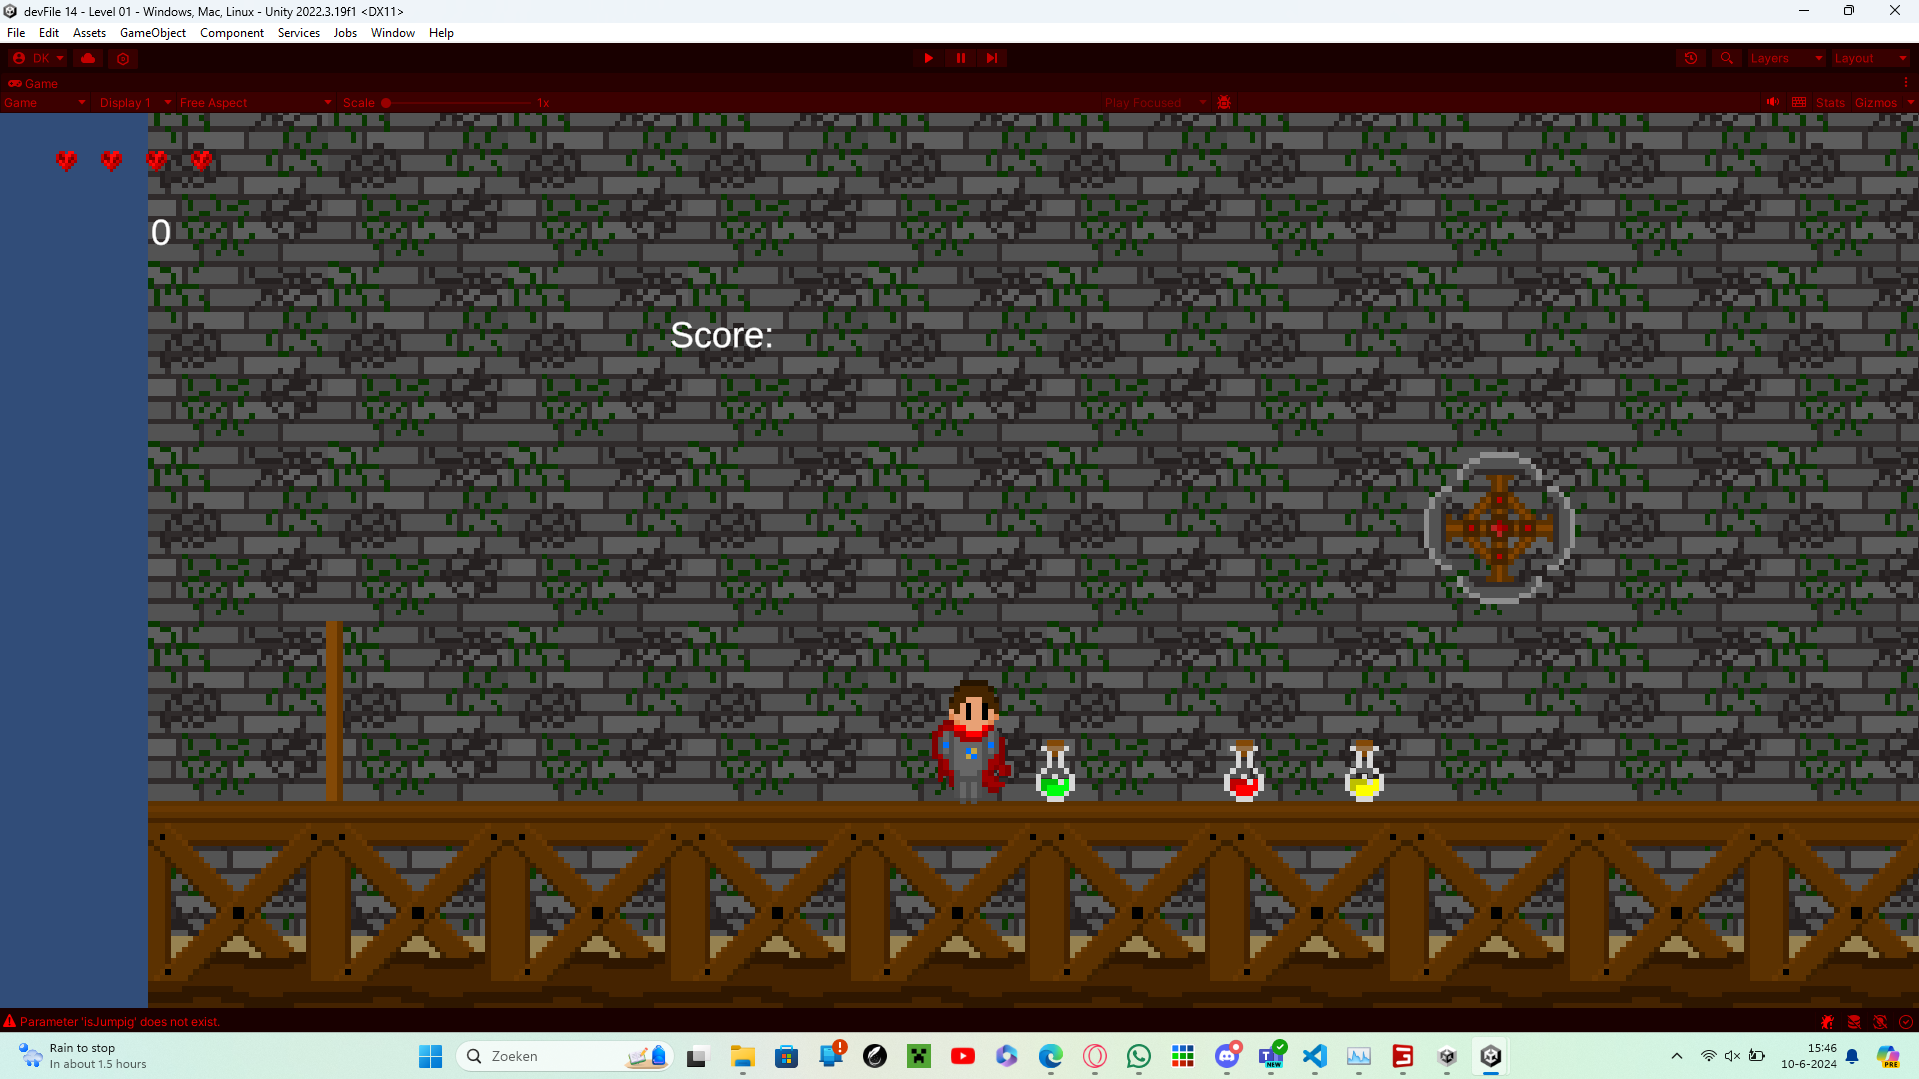 devFile 14 - Level 01 - Windows, Mac, Linux - Unity 2022.3.19f1 <DX11>
File Edit Assets GameObject Component Services Jobs Window Help
DK Layers Layout
Game
Game Display 1 Free Aspect Scale 1x Play Focused Stats Gizmos
0
Score:
Parameter 'isJumpig' does not exist.
Rain to stop
In about 1.5 hours
Zoeken
NEW
PRE
15:46
10-6-2024